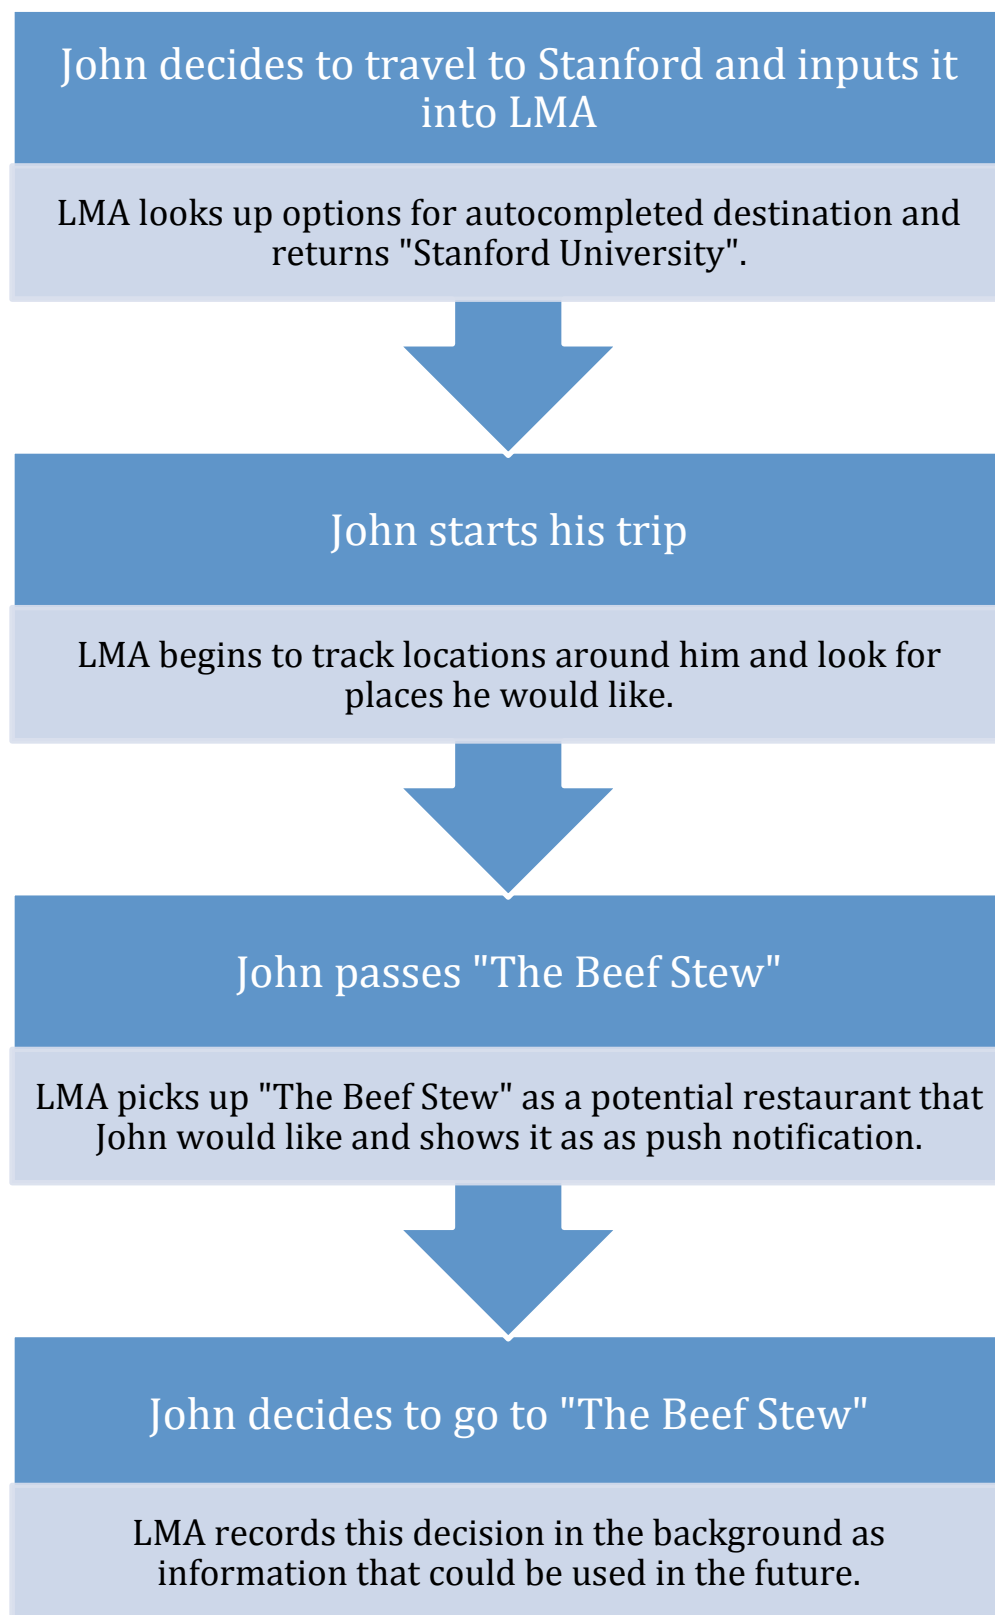 John decides to travel to Stanford and inputs it
into LMA
LMA looks up options for autocompleted destination and
returns "Stanford University".
John starts his trip
LMA begins to track locations around him and look for
places he would like.
John passes "The Beef Stew"
LMA picks up "The Beef Stew" as a potential restaurant that
John would like and shows it as as push notification.
John decides to go to "The Beef Stew"
LMA records this decision in the background as
information that could be used in the future.